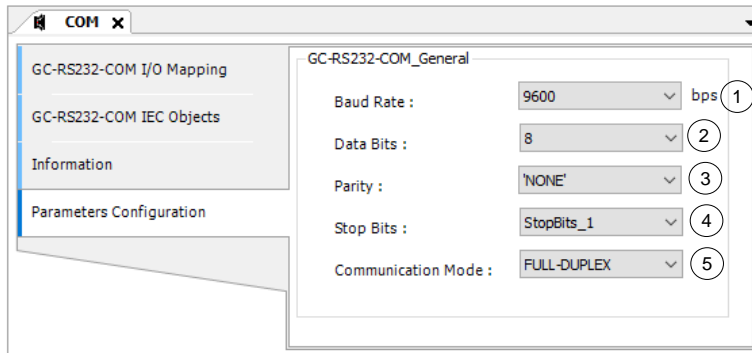 COM
GC-RS232-COM I/O Mapping
GC-RS232-COM IEC Objects
Information
Parameters Configuration
GC-RS232-COM_General
Baud Rate : 9600 bps 1
Data Bits : 8 2
Parity : 'NONE' 3
Stop Bits : StopBits_1 4
Communication Mode : FULL-DUPLEX 5